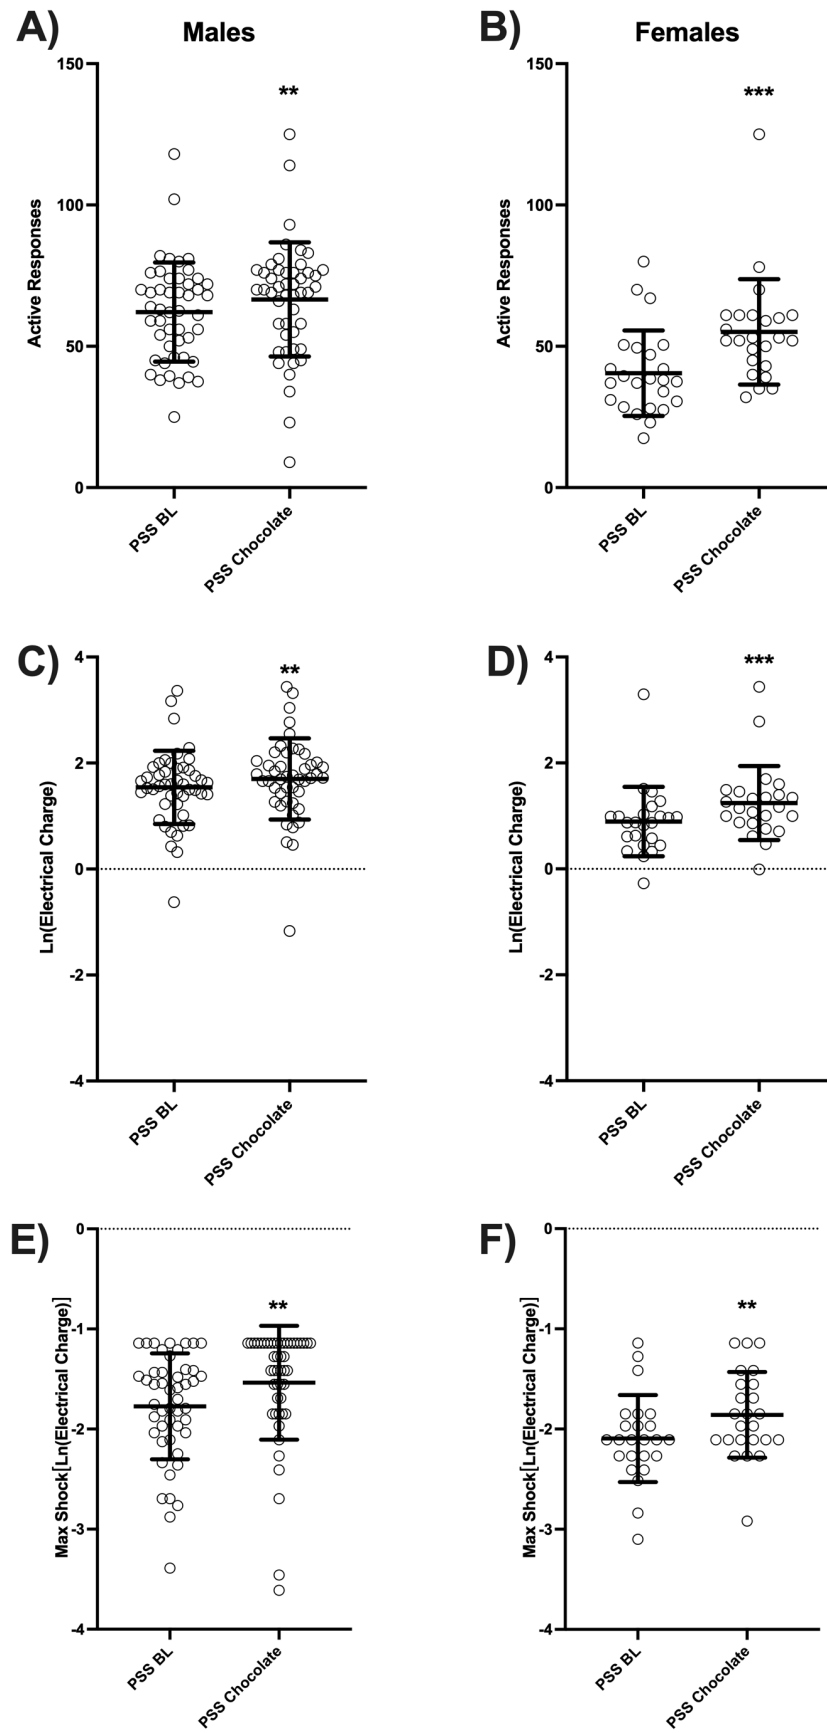 A) Males
B) Females
150
100
50
0
Active Responses
**
PSS BL
PSS Chocolate
150
100
50
0
Active Responses
***
PSS BL
PSS Chocolate
C)
4
2
0
-2
-4
Ln(Electrical Charge)
**
PSS BL
PSS Chocolate
D)
4
2
0
-2
-4
Ln(Electrical Charge)
***
PSS BL
PSS Chocolate
E)
0
-1
-2
-3
-4
Max Shock[Ln(Electrical Charge)]
**
PSS BL
PSS Chocolate
F)
0
-1
-2
-3
-4
Max Shock[Ln(Electrical Charge)]
**
PSS BL
PSS Chocolate